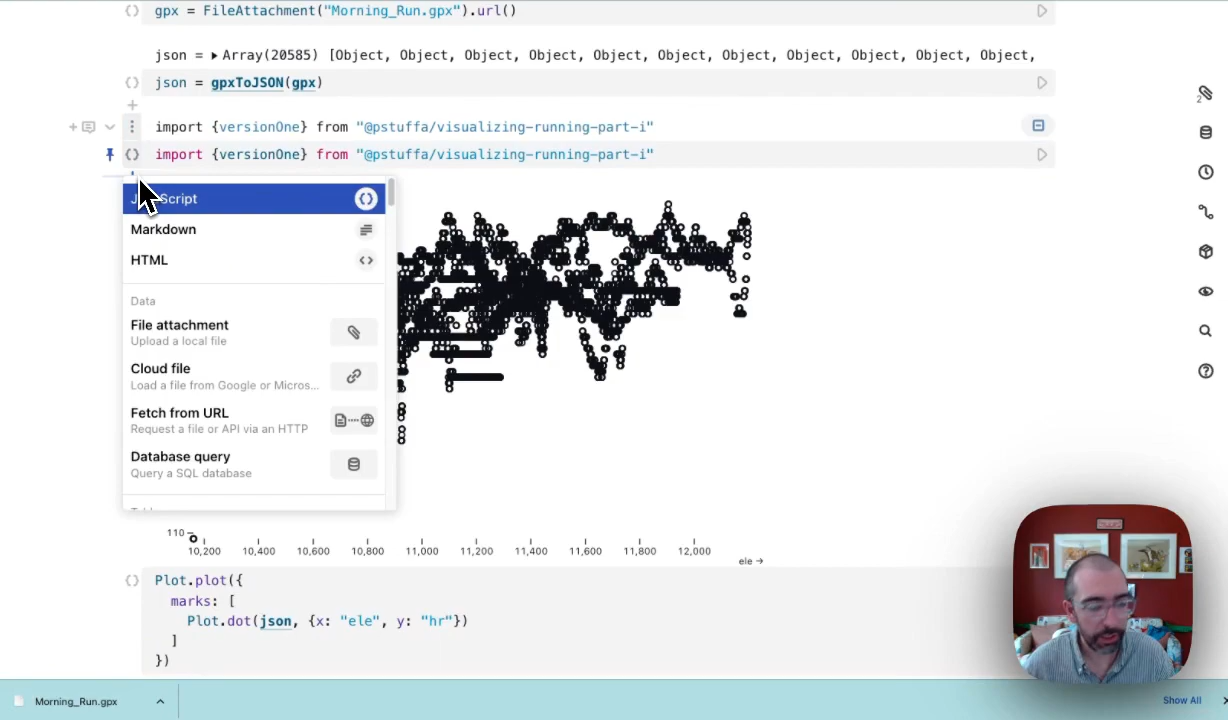 gpx = FileAttachment("Morning_Run.gpx").url()
json = ▸Array(20585) [Object, Object, Object, Object, Object, Object, Object, Object, Object, Object, Object,
json = gpxToJSON(gpx)
import {versionOne} from "@pstuffa/visualizing-running-part-i"
import {versionOne} from "@pstuffa/visualizing-running-part-i"
Script
Markdown
HTML
Data
File attachment
Upload a local file
Cloud file
Load a file from Google or Micros...
Fetch from URL
Request a file or API via an HTTP
Database query
Query a SQL database
110
10,200 10,400 10,600 10,800 11,000 11,200 11,400 11,600 11,800 12,000
ele →
Plot.plot({
marks: [
Plot.dot(json, {x: "ele", y: "hr"})
]
})
2
Morning_Run.gpx
Show All